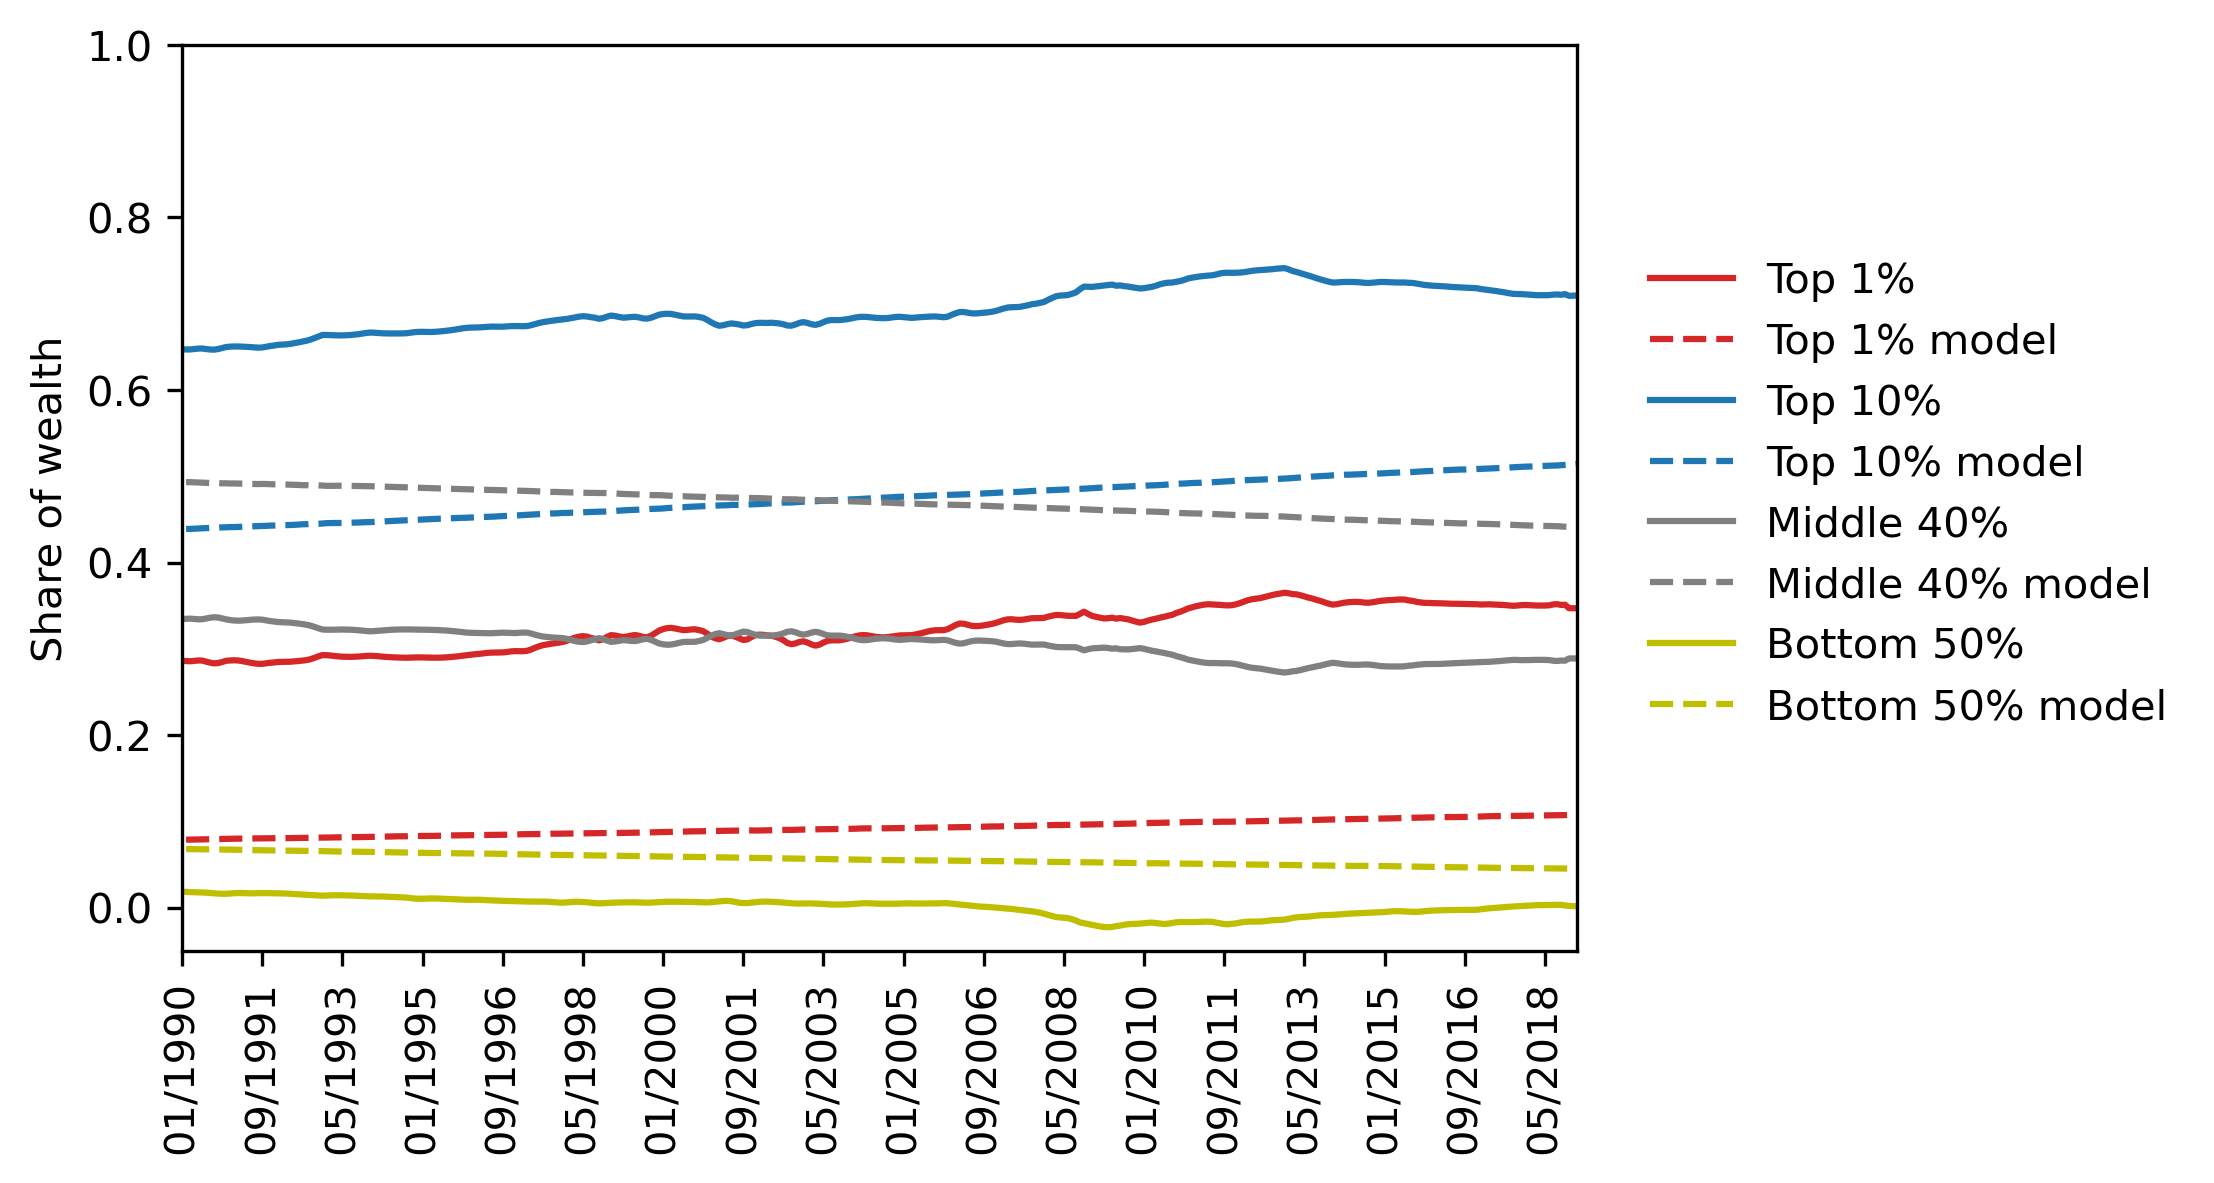 1.0
0.8
0.6
0.4
0.2
0.0
Share of wealth
01/1990
09/1991
05/1993
01/1995
09/1996
05/1998
01/2000
09/2001
05/2003
01/2005
09/2006
05/2008
01/2010
09/2011
05/2013
01/2015
09/2016
05/2018
Top 1%
Top 1% model
Top 10%
Top 10% model
Middle 40%
Middle 40% model
Bottom 50%
Bottom 50% model